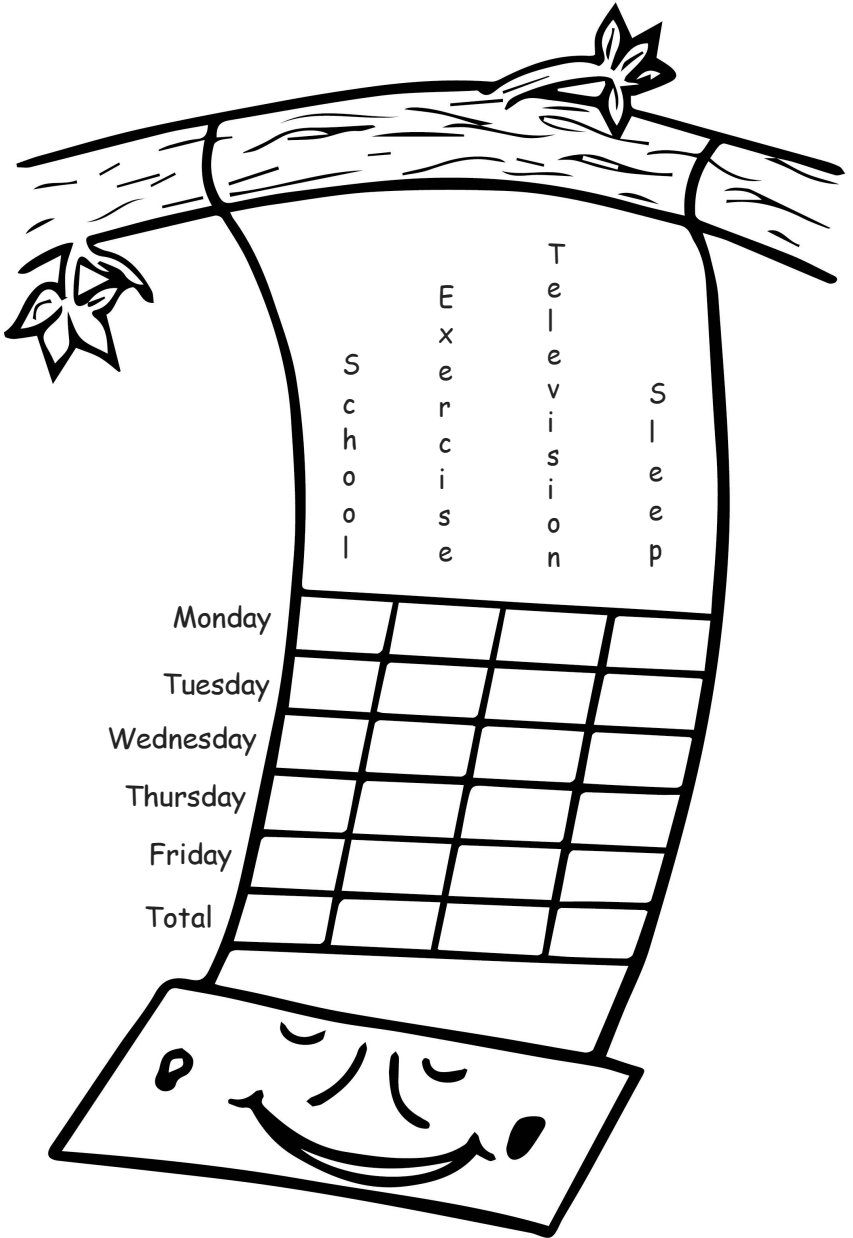 School
Exercise
Television
Sleep
Monday
Tuesday
Wednesday
Thursday
Friday
Total